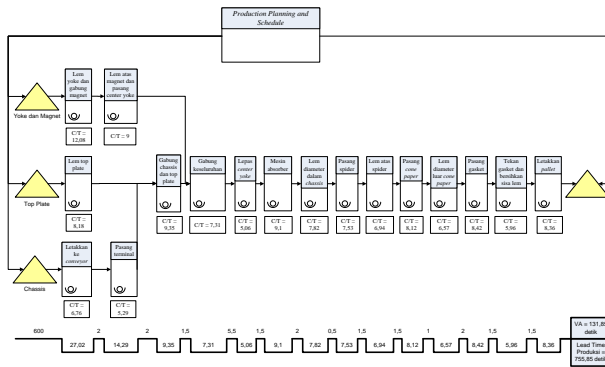 Production Planning and
Schedule
Lem
yoke dan
gabung
magnet
C/T =
12,08
Lem atas
magnet dan
pasang
center yoke
C/T = 9
Yoke dan Magnet
Lem top
plate
C/T =
8,18
Top Plate
Gabung
chassis
dan top
plate
C/T =
9,35
Gabung
keseluruhan
C/T = 7,31
Lepas
center
yoke
C/T =
5,06
Mesin
absorber
C/T =
9,1
Lem
diameter
dalam
chassis
C/T =
7,82
Pasang
spider
C/T =
7,53
Lem atas
spider
C/T =
6,94
Pasang
cone
paper
C/T =
8,12
Lem
diameter
luar cone
paper
C/T =
6,57
Pasang
gasket
C/T =
8,42
Tekan
gasket dan
bersihkan
sisa lem
C/T =
5,96
Letakkan
pallet
C/T =
8,36
Letakkan
ke
conveyor
C/T =
6,76
Pasang
terminal
C/T =
5,29
Chassis
600 2 2 1,5 5,5 1,5 1,5 2 0,5 1,5 1,5 1 2 1,5 1,5
27,02 14,29 9,35 7,31 5,06 9,1 7,82 7,53 6,94 8,12 6,57 8,42 5,96 8,36
VA = 131,85
detik
Lead Time
Produksi =
755,85 detik